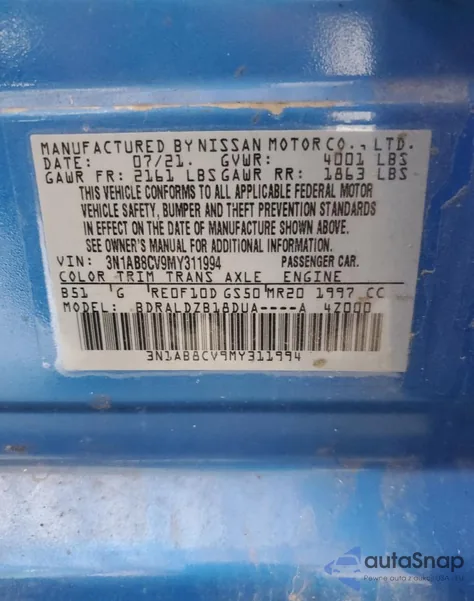 MANUFACTURED BY NISSAN MOTOR CO., LTD.
DATE: 07/21. GVWR: 4001 LBS
GAWR FR: 2161 LBS GAWR RR: 1863 LBS
THIS VEHICLE CONFORMS TO ALL APPLICABLE FEDERAL MOTOR
VEHICLE SAFETY, BUMPER AND THEFT PREVENTION STANDARDS
IN EFFECT ON THE DATE OF MANUFACTURE SHOWN ABOVE.
SEE OWNER'S MANUAL FOR ADDITIONAL INFORMATION.
VIN: 3N1AB8CV9MY311994 PASSENGER CAR
COLOR TRIM TRANS AXLE ENGINE
B51 G RE0F10D GS50 MR20 1997 CC
MODEL: BDRALDZB18DUA----A 47000
3N1AB8CV9MY311994
autoSnap